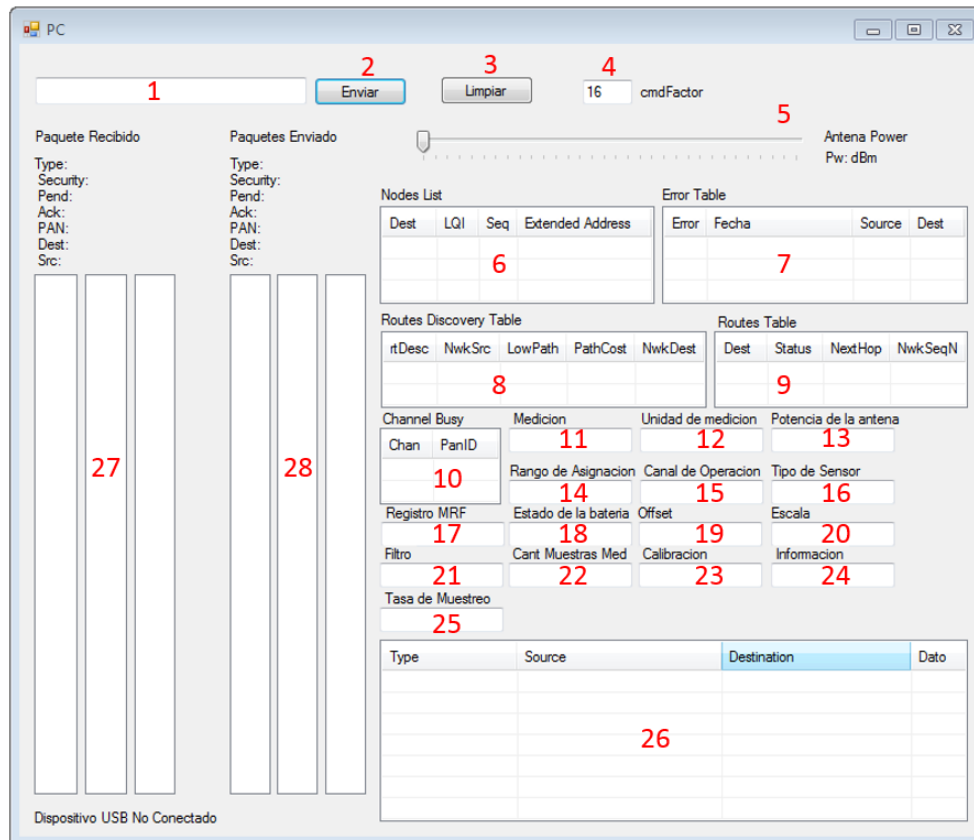 PC
1
2
Enviar
3
Limpiar
4
16 cmdFactor
5
Antena Power
Pw: dBm
Paquete Recibido
Type:
Security:
Pend:
Ack:
PAN:
Dest:
Src:
27
Paquetes Enviado
Type:
Security:
Pend:
Ack:
PAN:
Dest:
Src:
28
Nodes List
Dest LQI Seq Extended Address
6
Error Table
Error Fecha Source Dest
7
Routes Discovery Table
rtDesc NwkSrc LowPath PathCost NwkDest
8
Routes Table
Dest Status NextHop NwkSeqN
9
Channel Busy
Chan PanID
10
Medicion
11
Unidad de medicion
12
Potencia de la antena
13
Rango de Asignacion
14
Canal de Operacion
15
Tipo de Sensor
16
Registro MRF
17
Estado de la bateria
18
Offset
19
Escala
20
Filtro
21
Cant Muestras Med
22
Calibracion
23
Informacion
24
Tasa de Muestreo
25
Type Source Destination Dato
26
Dispositivo USB No Conectado